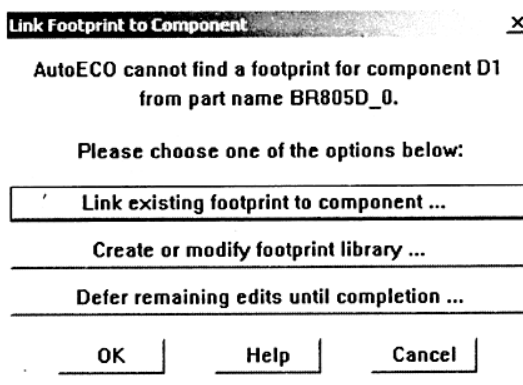 Link Footprint to Component
AutoECO cannot find a footprint for component D1
from part name BR805D_0.
Please choose one of the options below:
Link existing footprint to component ...
Create or modify footprint library ...
Defer remaining edits until completion ...
OK Help Cancel